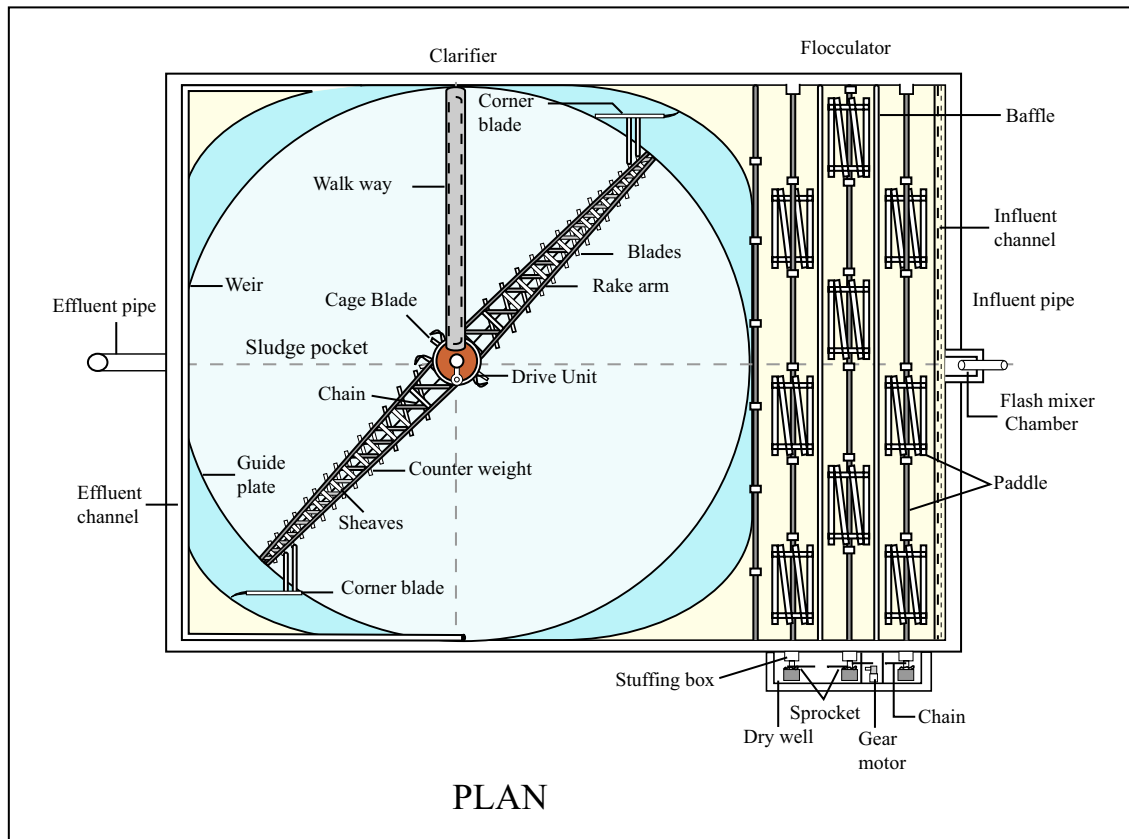 Clarifier
Flocculator
Corner
blade
Baffle
Walk way
Influent
channel
Blades
Rake arm
Weir
Effluent pipe
Cage Blade
Influent pipe
Sludge pocket
Drive Unit
Chain
Flash mixer
Chamber
Guide
plate
Counter weight
Effluent
channel
Paddle
Sheaves
Corner blade
Stuffing box
Sprocket
Chain
Dry well
Gear
motor
PLAN